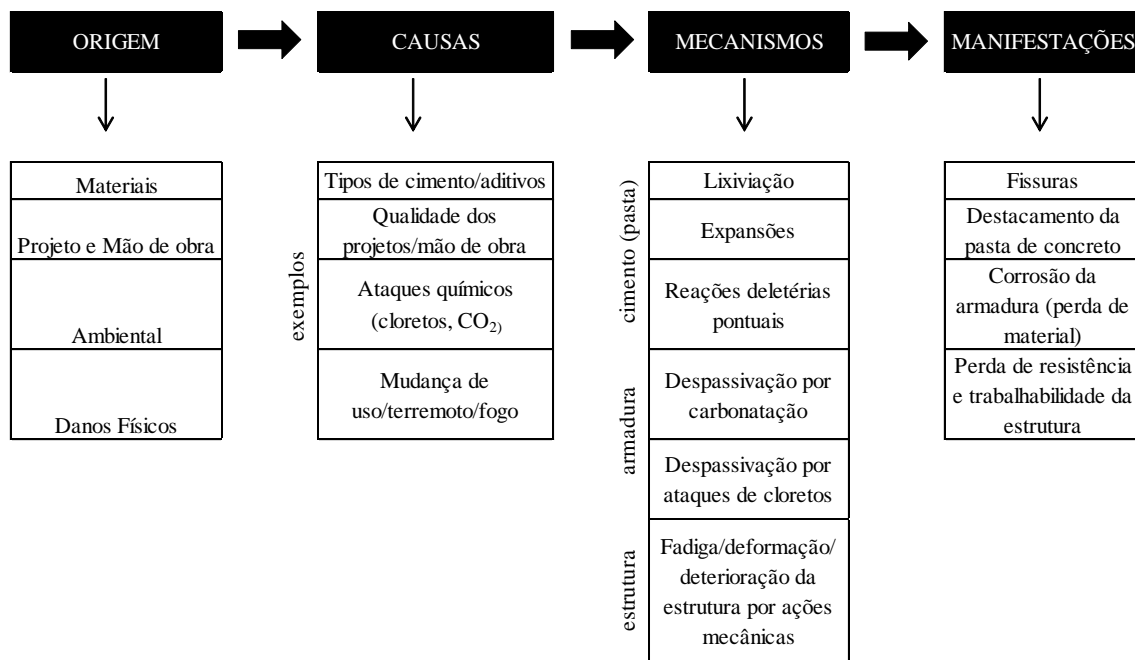 ORIGEM
CAUSAS
MECANISMOS
MANIFESTAÇÕES
Materiais
Projeto e Mão de obra
Ambiental
Danos Físicos
exemplos
Tipos de cimento/aditivos
Qualidade dos
projetos/mão de obra
Ataques químicos
(cloretos, CO₂)
Mudança de
uso/terremoto/fogo
cimento (pasta)
Lixiviação
Expansões
Reações deletérias
pontuais
armadura
Despassivação por
carbonatação
Despassivação por
ataques de cloretos
estrutura
Fadiga/deformação/
deterioração da
estrutura por ações
mecânicas
Fissuras
Destacamento da
pasta de concreto
Corrosão da
armadura (perda de
material)
Perda de resistência
e trabalhabilidade da
estrutura